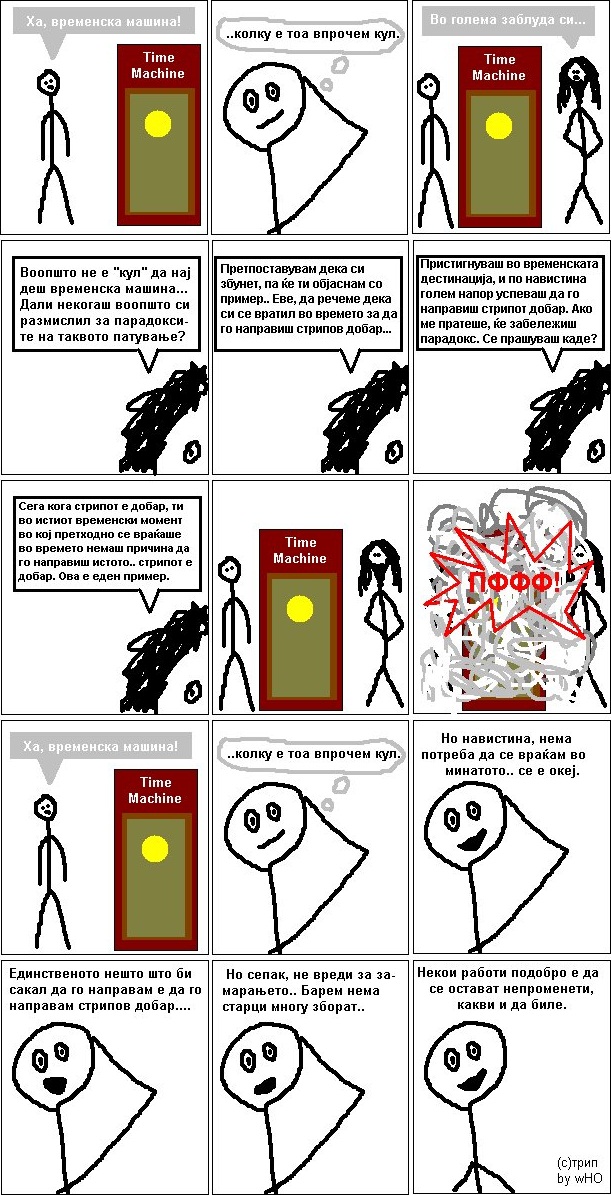 Ха, временска машина!
Time
Machine
..колку е тоа впрочем кул.
Во голема заблуда си...
Time
Machine
Воопшто не е "кул" да нај
деш временска машина...
Дали некогаш воопшто си
размислил за парадокси-
те на таквото патување?
Претпоставувам дека си
збунет, па ќе ти објаснам со
пример.. Еве, да речеме дека
си се вратил во времето за да
го направиш стрипов добар...
Пристигнуваш во временската
дестинација, и по навистина
голем напор успеваш да го
направиш стрипот добар. Ако
ме пратеше, ќе забележиш
парадокс. Се прашуваш каде?
Сега кога стрипот е добар, ти
во истиот временски момент
во кој претходно се враќаше
во времето немаш причина да
го направиш истото.. стрипот е
добар. Ова е еден пример.
Time
Machine
ПФФФ!
Ха, временска машина!
Time
Machine
..колку е тоа впрочем кул.
Но навистина, нема
потреба да се враќам во
минатото.. се е океј.
Единственото нешто што би
сакал да го направам е да го
направам стрипов добар....
Но сепак, не вреди за за-
марањето.. Барем нема
старци многу зборат..
Некои работи подобро е да
се остават непроменети,
какви и да биле.
(с)трип
by wHO